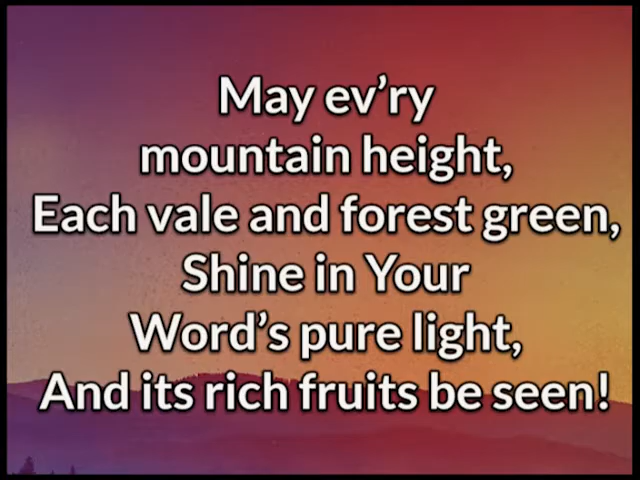 May ev’ry
mountain height,
Each vale and forest green,
Shine in Your
Word’s pure light,
And its rich fruits be seen!